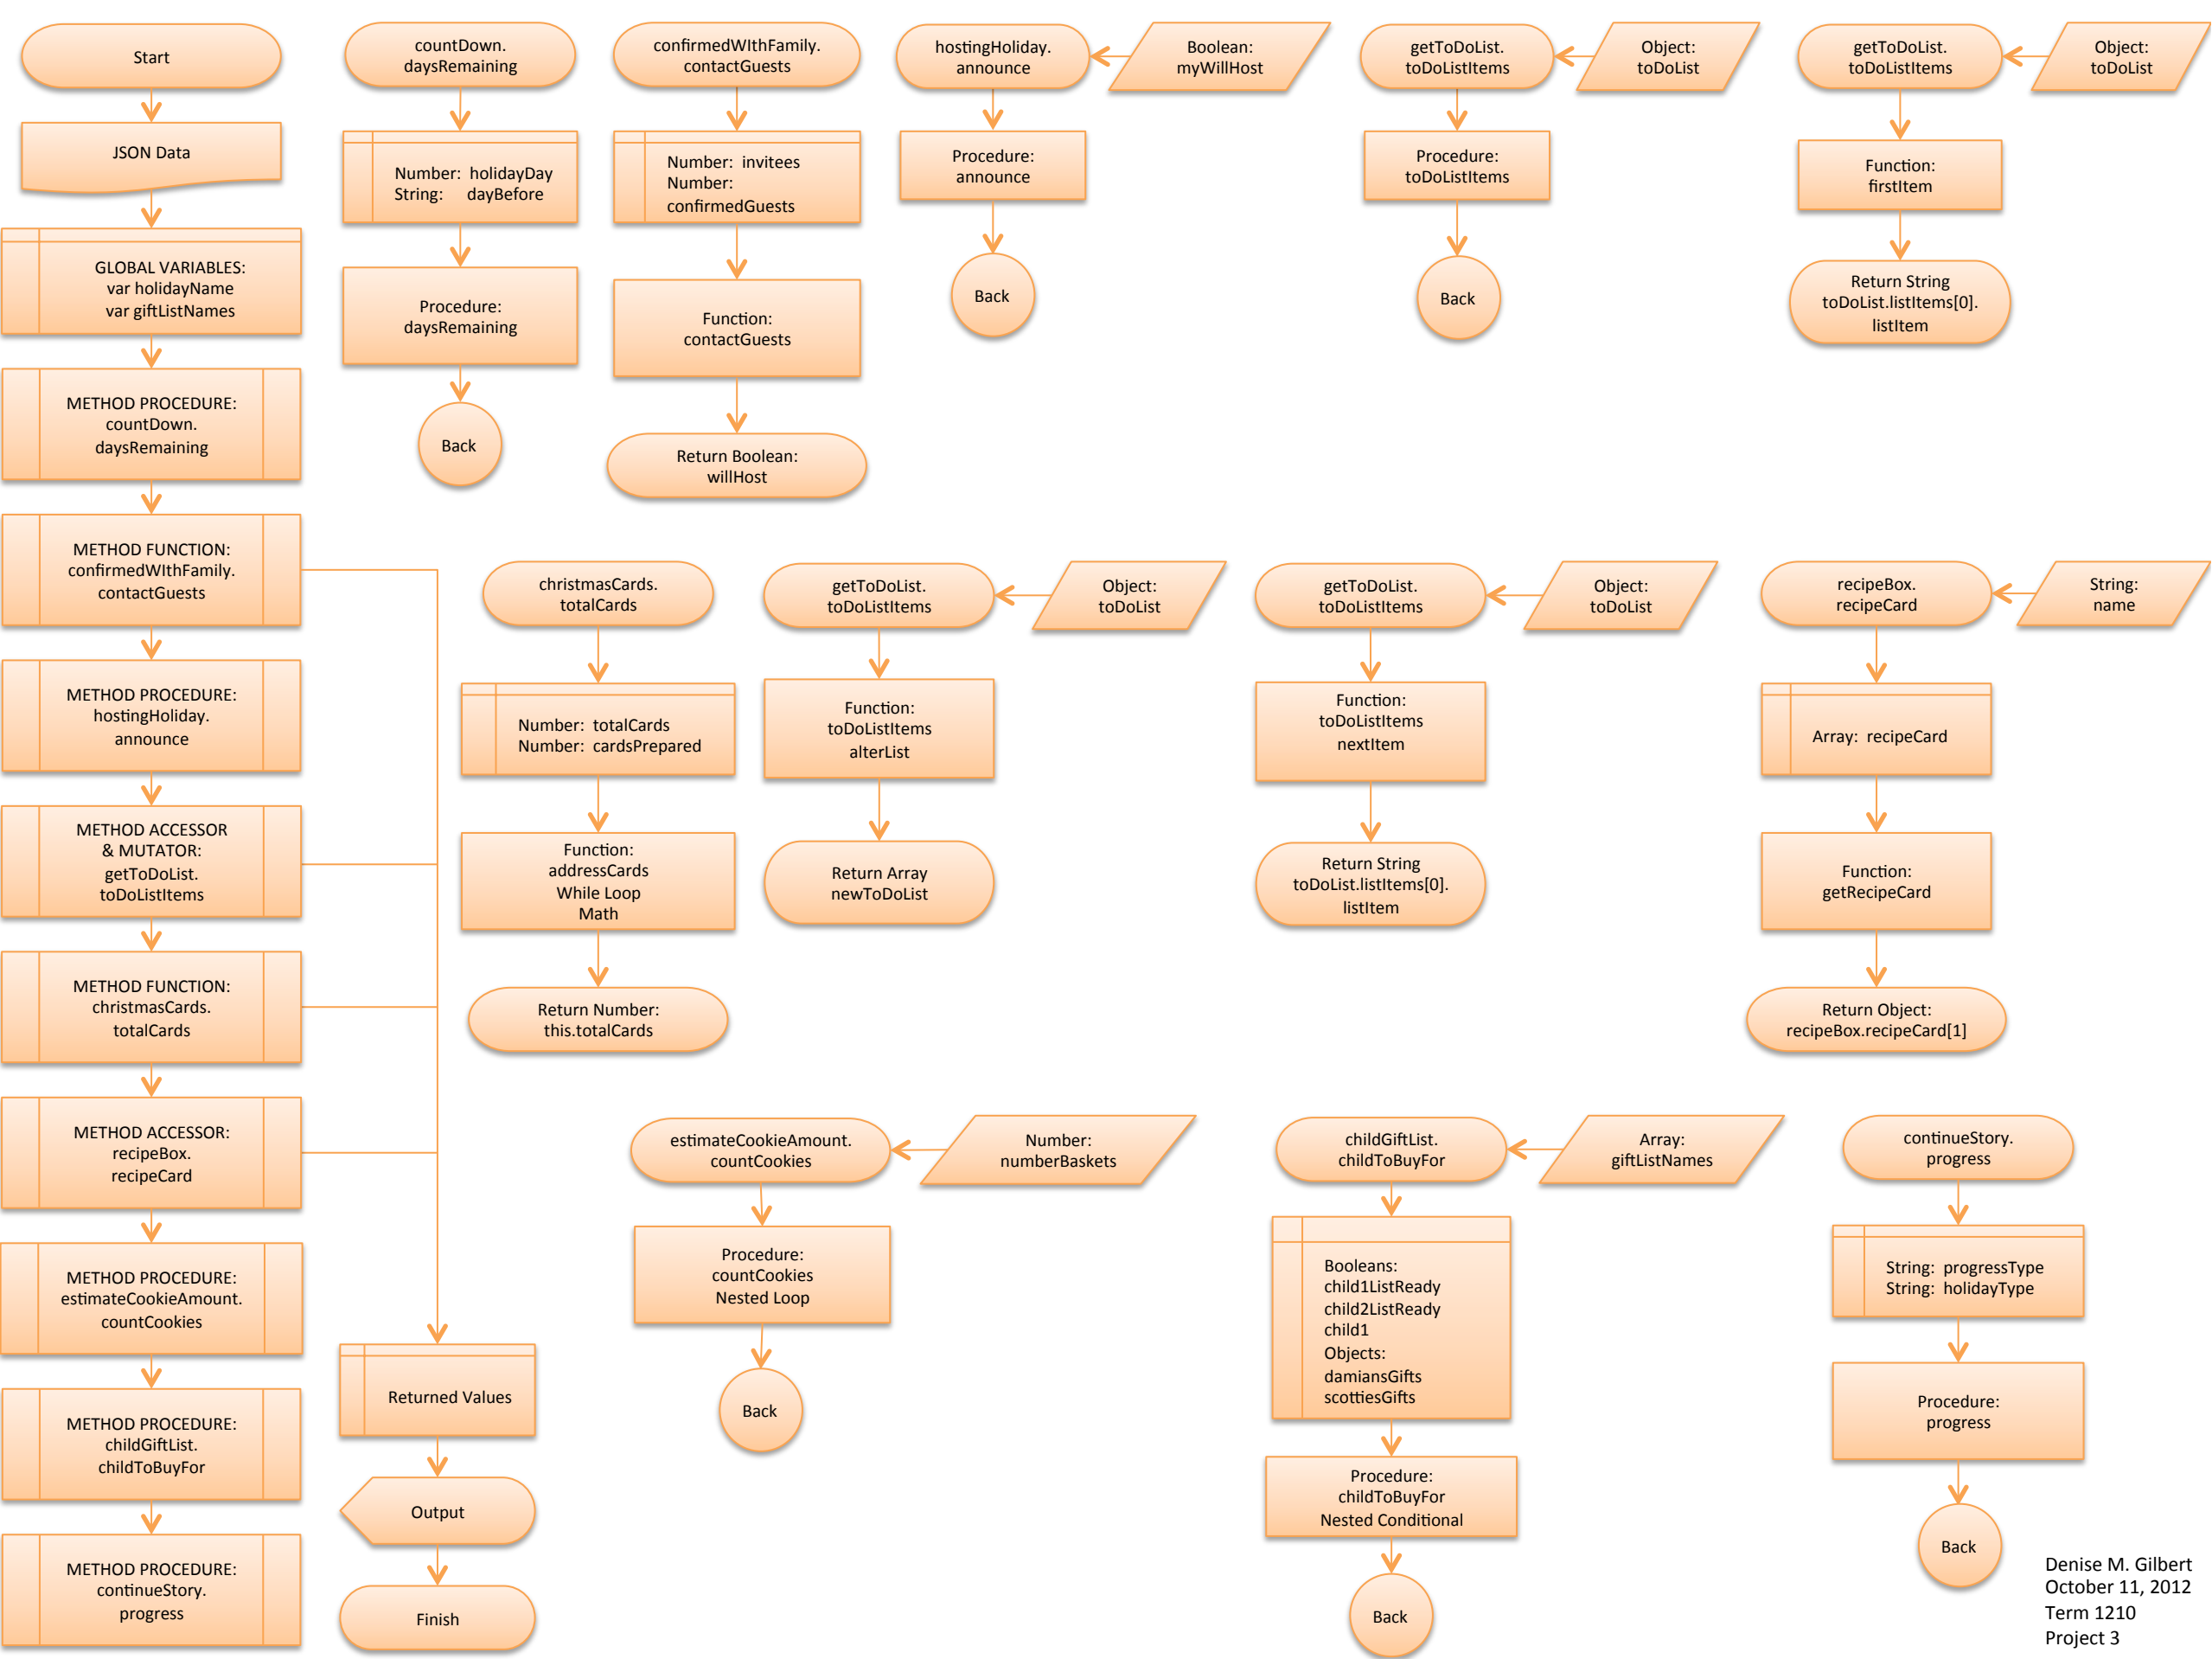 Start
JSON Data
GLOBAL VARIABLES:
var holidayName
var giftListNames
METHOD PROCEDURE:
countDown.
daysRemaining
METHOD FUNCTION:
confirmedWIthFamily.
contactGuests
METHOD PROCEDURE:
hostingHoliday.
announce
METHOD ACCESSOR
& MUTATOR:
getToDoList.
toDoListItems
METHOD FUNCTION:
christmasCards.
totalCards
METHOD ACCESSOR:
recipeBox.
recipeCard
METHOD PROCEDURE:
estimateCookieAmount.
countCookies
METHOD PROCEDURE:
childGiftList.
childToBuyFor
METHOD PROCEDURE:
continueStory.
progress
Returned Values
Output
Finish
countDown.
daysRemaining
Number: holidayDay
String: dayBefore
Procedure:
daysRemaining
Back
confirmedWIthFamily.
contactGuests
Number: invitees
Number:
confirmedGuests
Function:
contactGuests
Return Boolean:
willHost
hostingHoliday.
announce
Boolean:
myWillHost
Procedure:
announce
Back
getToDoList.
toDoListItems
Object:
toDoList
Procedure:
toDoListItems
Back
getToDoList.
toDoListItems
Object:
toDoList
Function:
firstItem
Return String
toDoList.listItems[0].
listItem
christmasCards.
totalCards
Number: totalCards
Number: cardsPrepared
Function:
addressCards
While Loop
Math
Return Number:
this.totalCards
getToDoList.
toDoListItems
Object:
toDoList
Function:
toDoListItems
alterList
Return Array
newToDoList
getToDoList.
toDoListItems
Object:
toDoList
Function:
toDoListItems
nextItem
Return String
toDoList.listItems[0].
listItem
recipeBox.
recipeCard
String:
name
Array: recipeCard
Function:
getRecipeCard
Return Object:
recipeBox.recipeCard[1]
estimateCookieAmount.
countCookies
Number:
numberBaskets
Procedure:
countCookies
Nested Loop
Back
childGiftList.
childToBuyFor
Array:
giftListNames
Booleans:
child1ListReady
child2ListReady
child1
Objects:
damiansGifts
scottiesGifts
Procedure:
childToBuyFor
Nested Conditional
Back
continueStory.
progress
String: progressType
String: holidayType
Procedure:
progress
Back
Denise M. Gilbert
October 11, 2012
Term 1210
Project 3